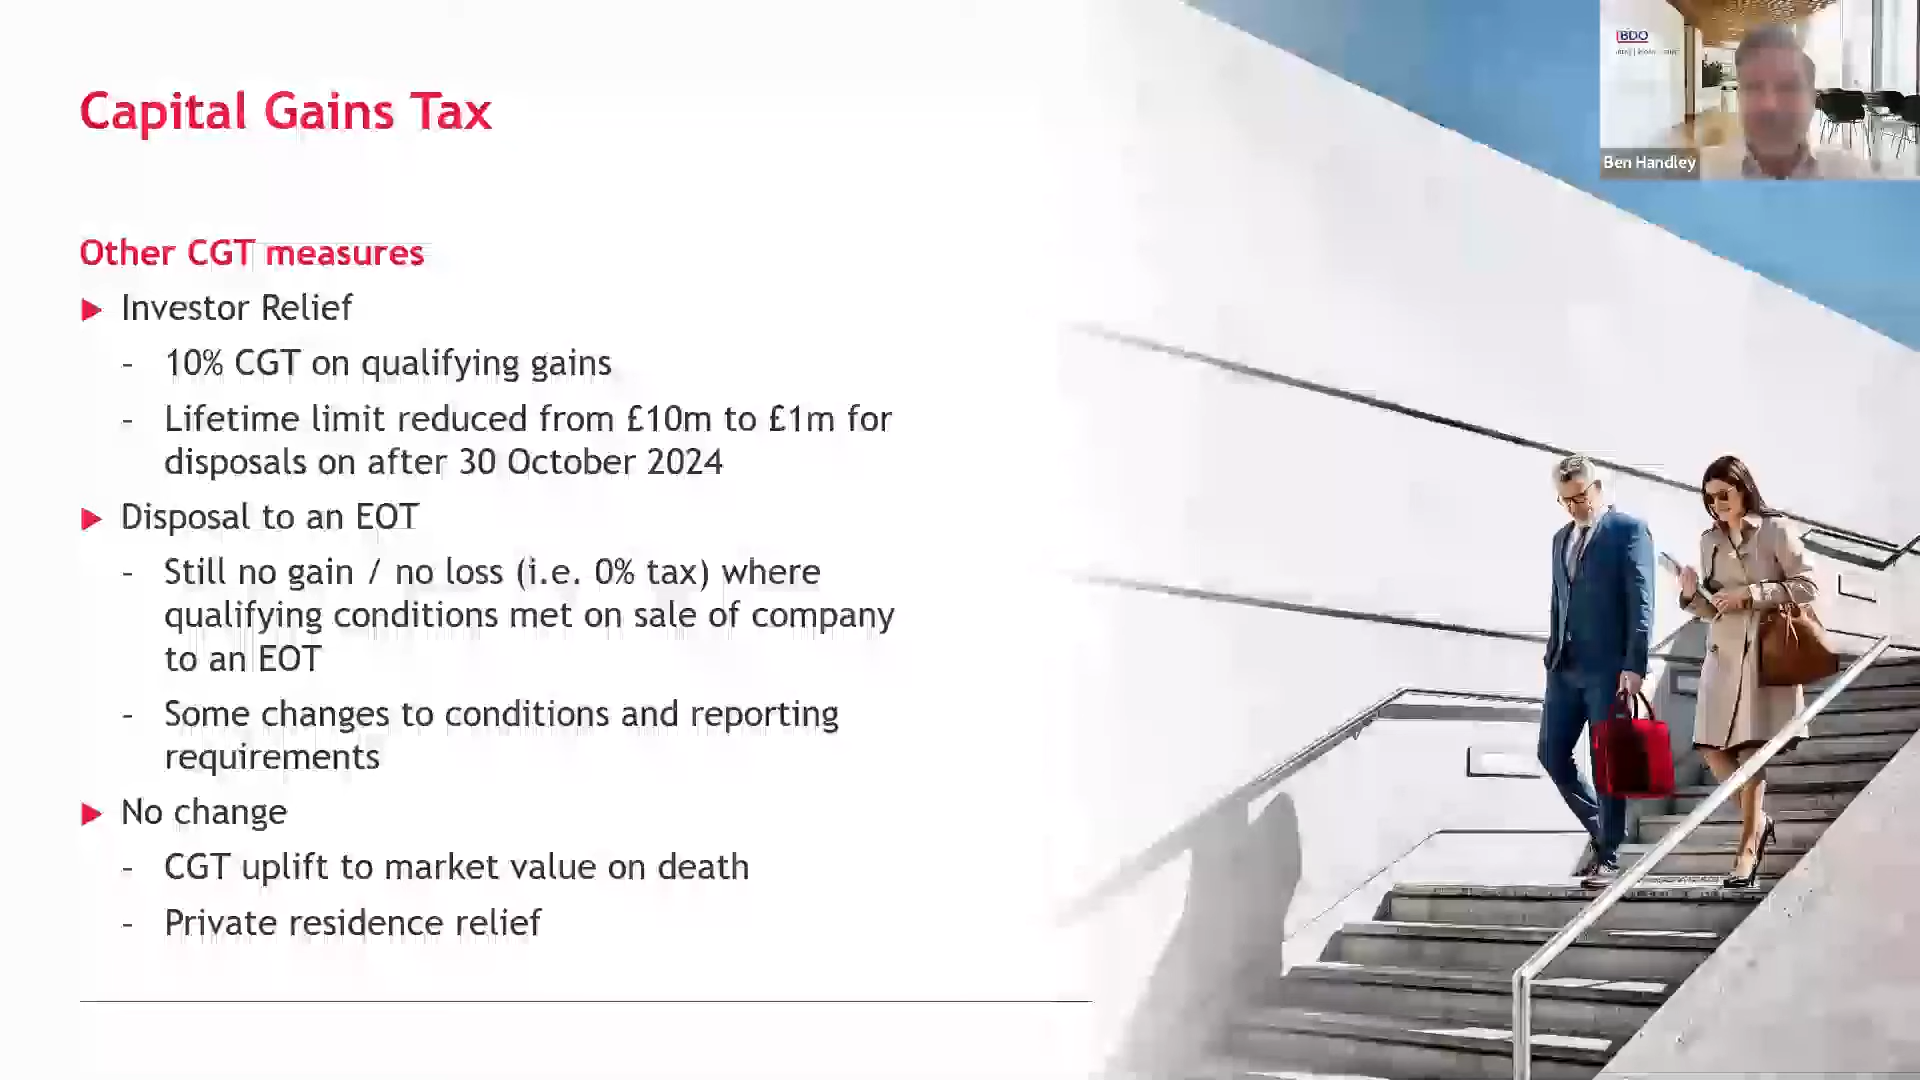 Capital Gains Tax
BDO
Ben Handley
Other CGT measures
Investor Relief
- 10% CGT on qualifying gains
- Lifetime limit reduced from £10m to £1m for
disposals on after 30 October 2024
Disposal to an EOT
- Still no gain / no loss (i.e. 0% tax) where
qualifying conditions met on sale of company
to an EOT
- Some changes to conditions and reporting
requirements
No change
- CGT uplift to market value on death
- Private residence relief